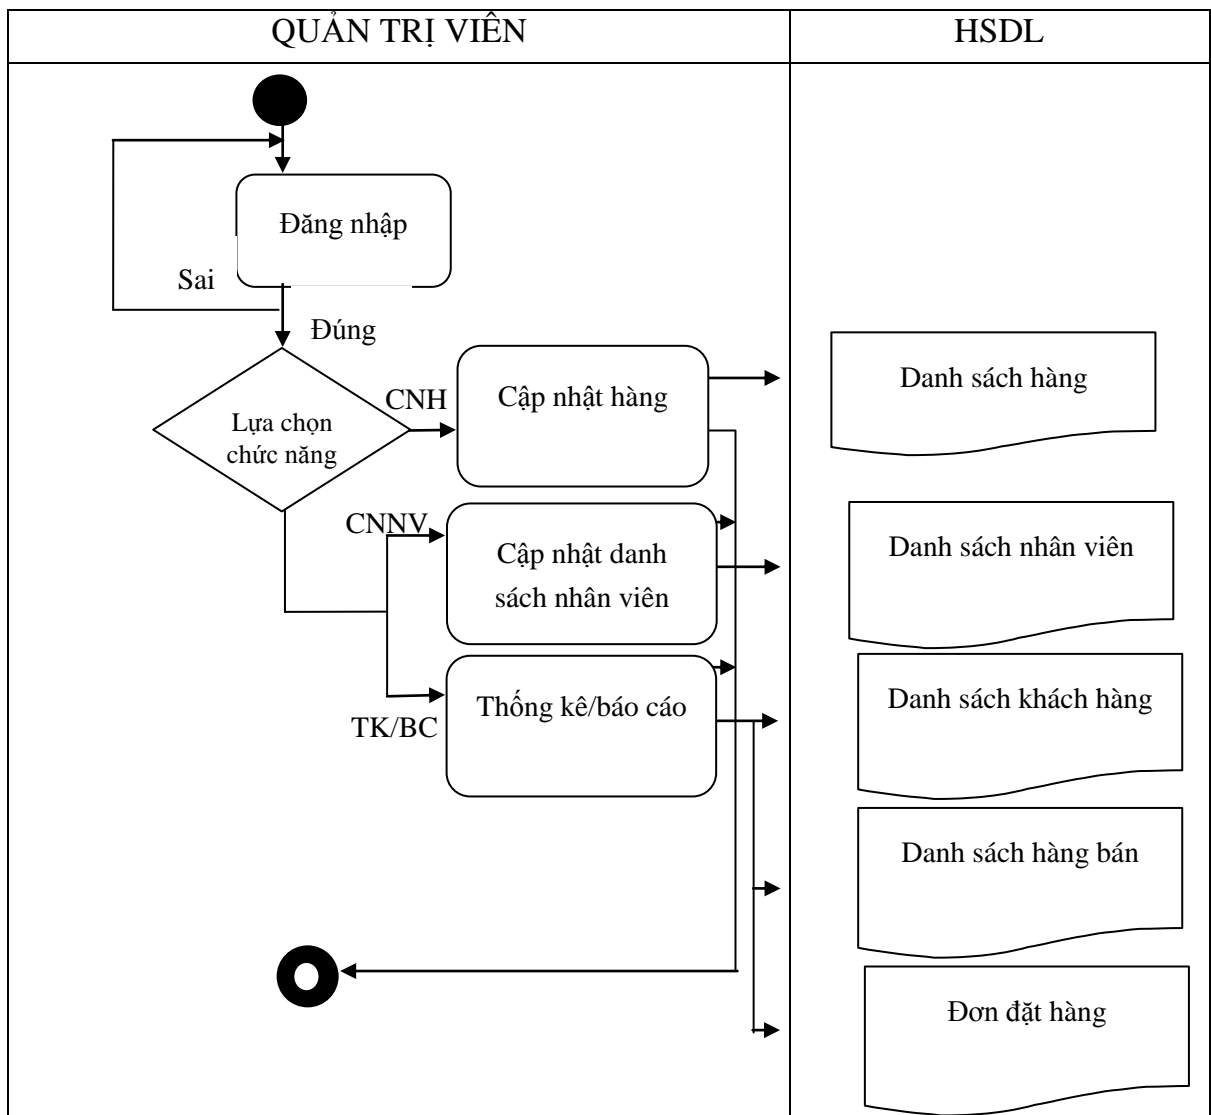 QUẢN TRỊ VIÊN
HSDL
Đăng nhập
Sai
Đúng
Lựa chọn
chức năng
CNH
Cập nhật hàng
Danh sách hàng
CNNV
Cập nhật danh
sách nhân viên
Danh sách nhân viên
TK/BC
Thống kê/báo cáo
Danh sách khách hàng
Danh sách hàng bán
Đơn đặt hàng